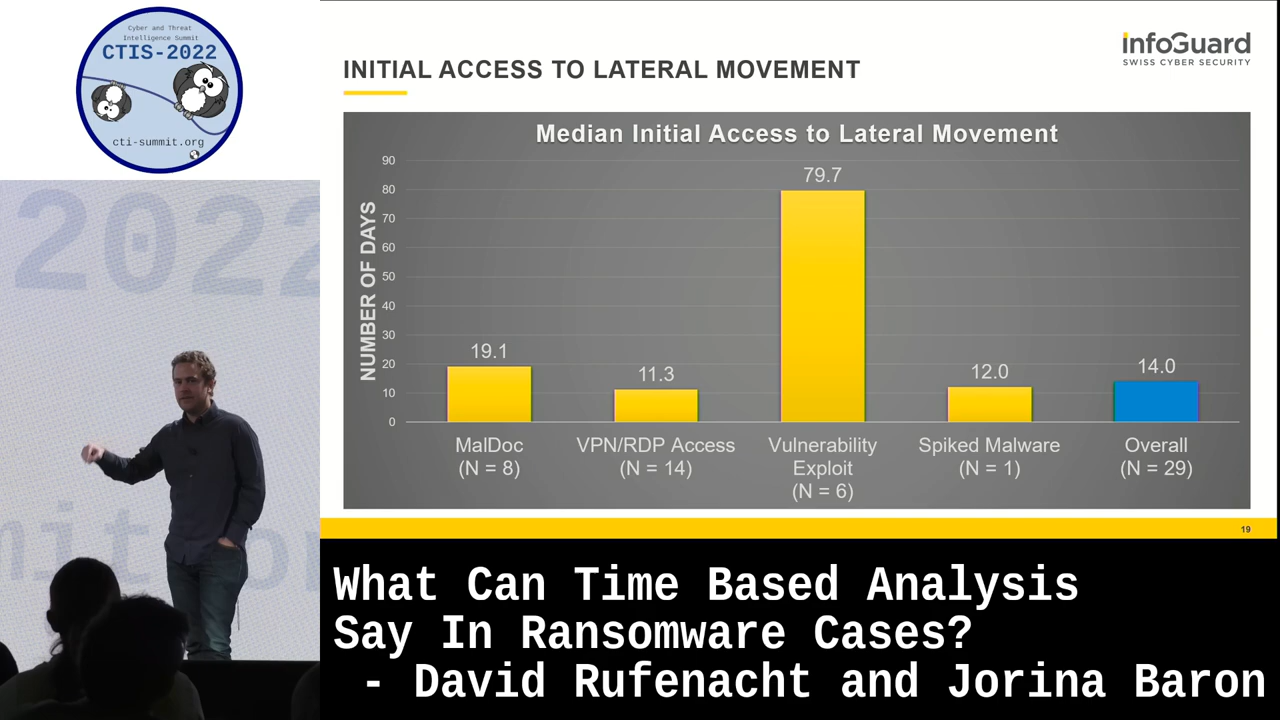 Cyber and Threat
Intelligence Summit
CTIS-2022
cti-summit.org
2022
infoGuard
SWISS CYBER SECURITY
INITIAL ACCESS TO LATERAL MOVEMENT
Median Initial Access to Lateral Movement
NUMBER OF DAYS
90
80
70
60
50
40
30
20
10
0
19.1
11.3
79.7
12.0
14.0
MalDoc
(N = 8)
VPN/RDP Access
(N = 14)
Vulnerability
Exploit
(N = 6)
Spiked Malware
(N = 1)
Overall
(N = 29)
19
What Can Time Based Analysis
Say In Ransomware Cases?
- David Rufenacht and Jorina Baron